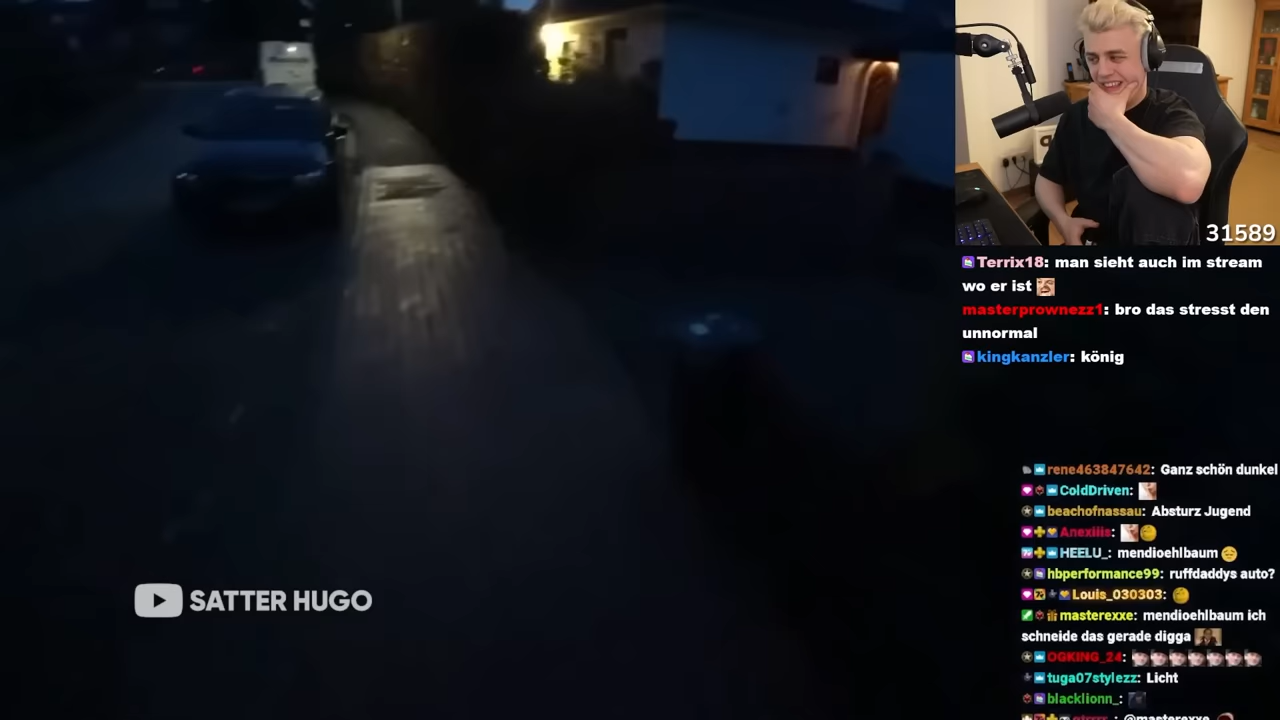 31589
Terrix18: man sieht auch im stream
wo er ist
masterprownezz1: bro das stresst den
unnormal
kingkanzler: könig
rene463847642: Ganz schön dunkel
ColdDriven:
beachofnassau: Absturz Jugend
Anexiiis:
HEELU_: mendioehlbaum
hbperformance99: ruffdaddys auto?
Louis_030303:
masterexxe: mendioehlbaum ich
schneide das gerade digga
OGKING_24:
tuga07stylezz: Licht
blacklionn_:
@masterexxe
SATTER HUGO